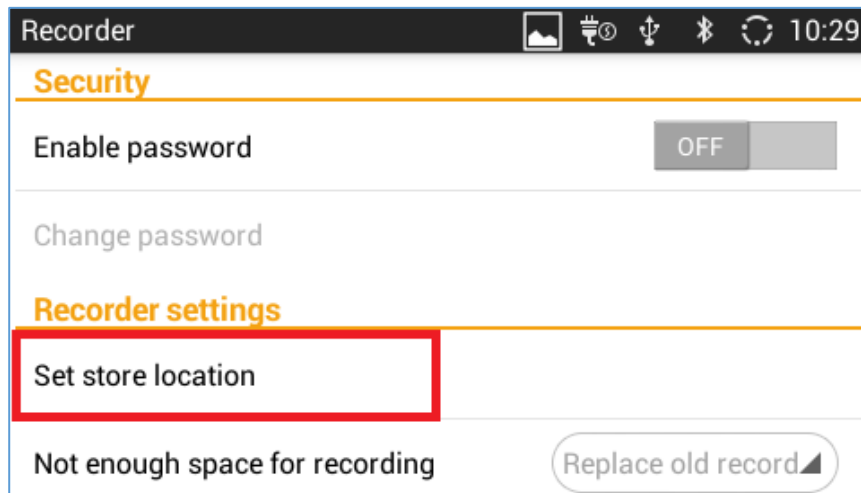 Recorder 10:29
Security
Enable password OFF
Change password
Recorder settings
Set store location
Not enough space for recording Replace old record